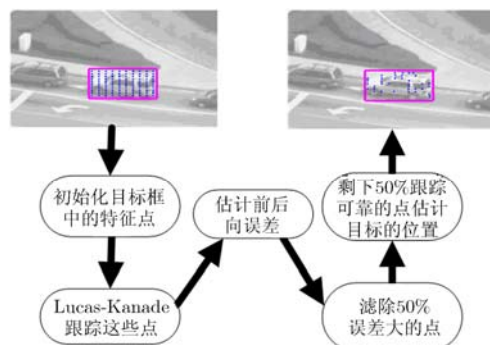 初始化目标框
中的特征点
Lucas-Kanade
跟踪这些点
估计前后
向误差
滤除50%
误差大的点
剩下50%跟踪
可靠的点估计
目标的位置